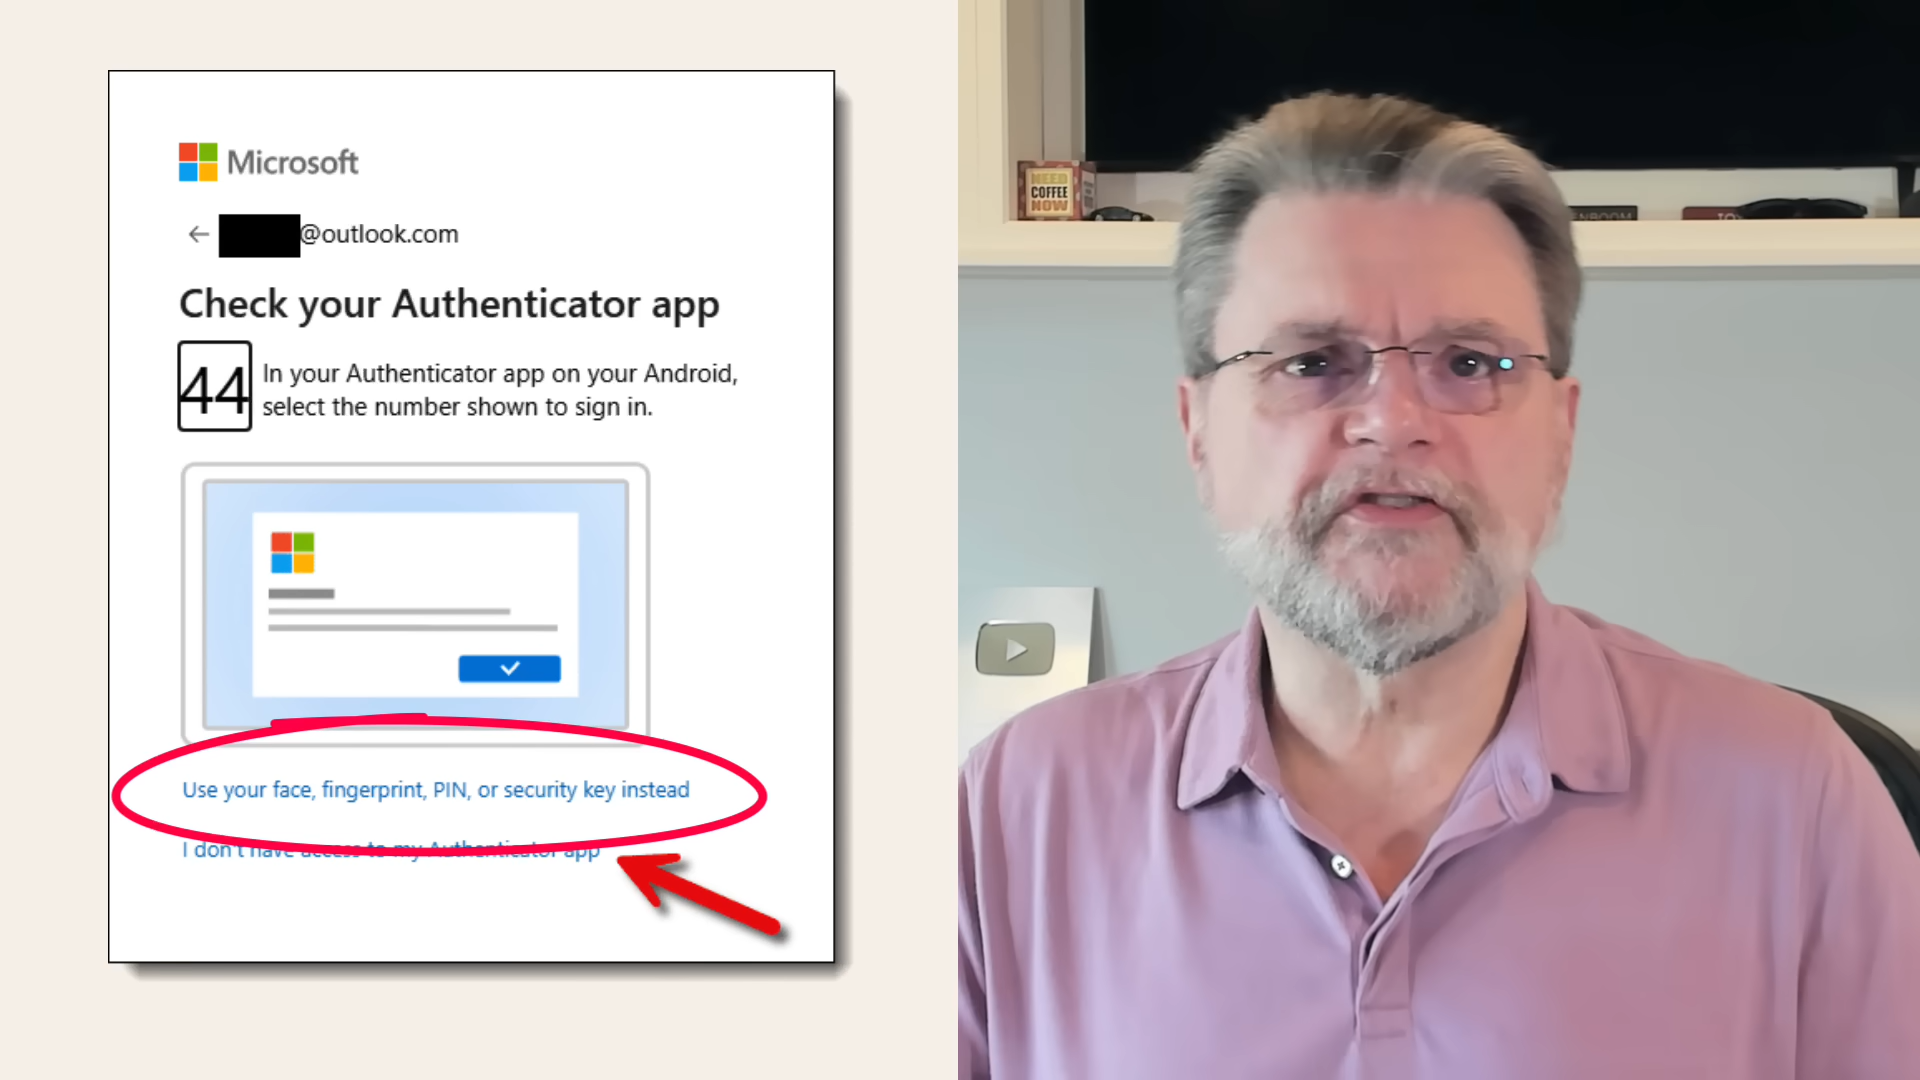 Microsoft
@outlook.com
Check your Authenticator app
44
In your Authenticator app on your Android,
select the number shown to sign in.
Use your face, fingerprint, PIN, or security key instead
I don't have access to my Authenticator app
NEED
COFFEE
NOW